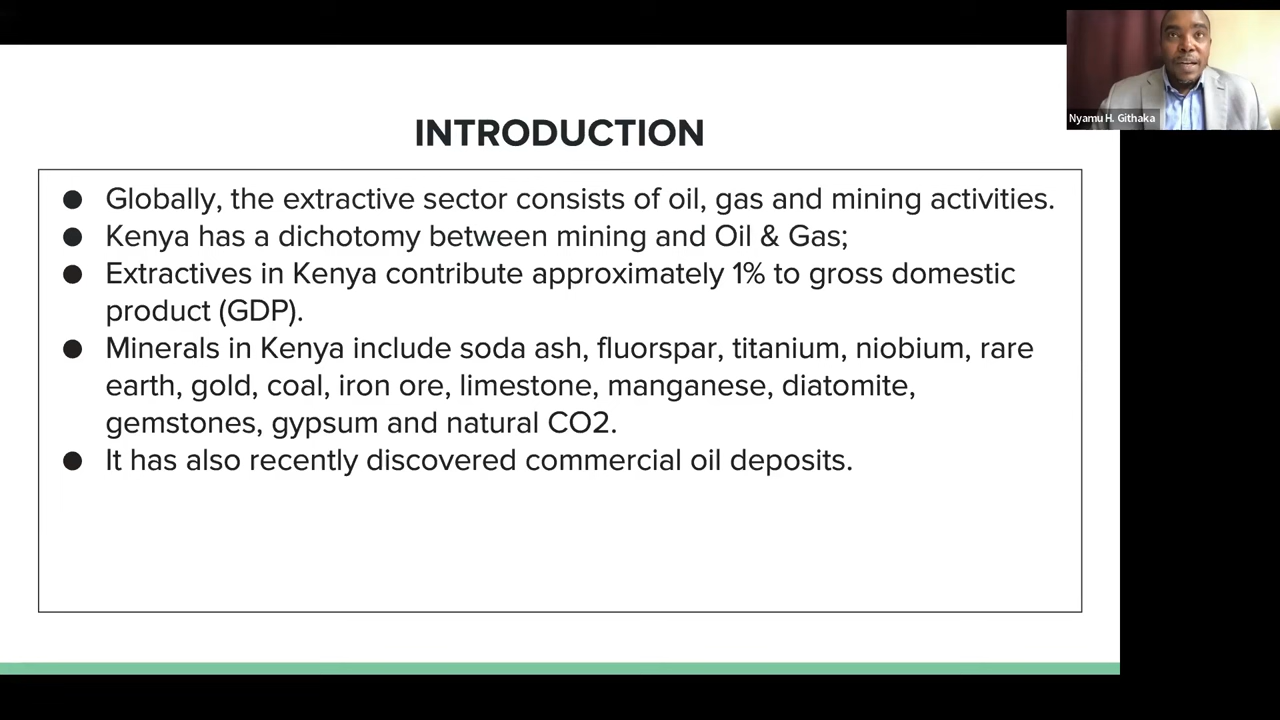 Nyamu H. Githaka
INTRODUCTION
● Globally, the extractive sector consists of oil, gas and mining activities.
● Kenya has a dichotomy between mining and Oil & Gas;
● Extractives in Kenya contribute approximately 1% to gross domestic
product (GDP).
● Minerals in Kenya include soda ash, fluorspar, titanium, niobium, rare
earth, gold, coal, iron ore, limestone, manganese, diatomite,
gemstones, gypsum and natural CO2.
● It has also recently discovered commercial oil deposits.